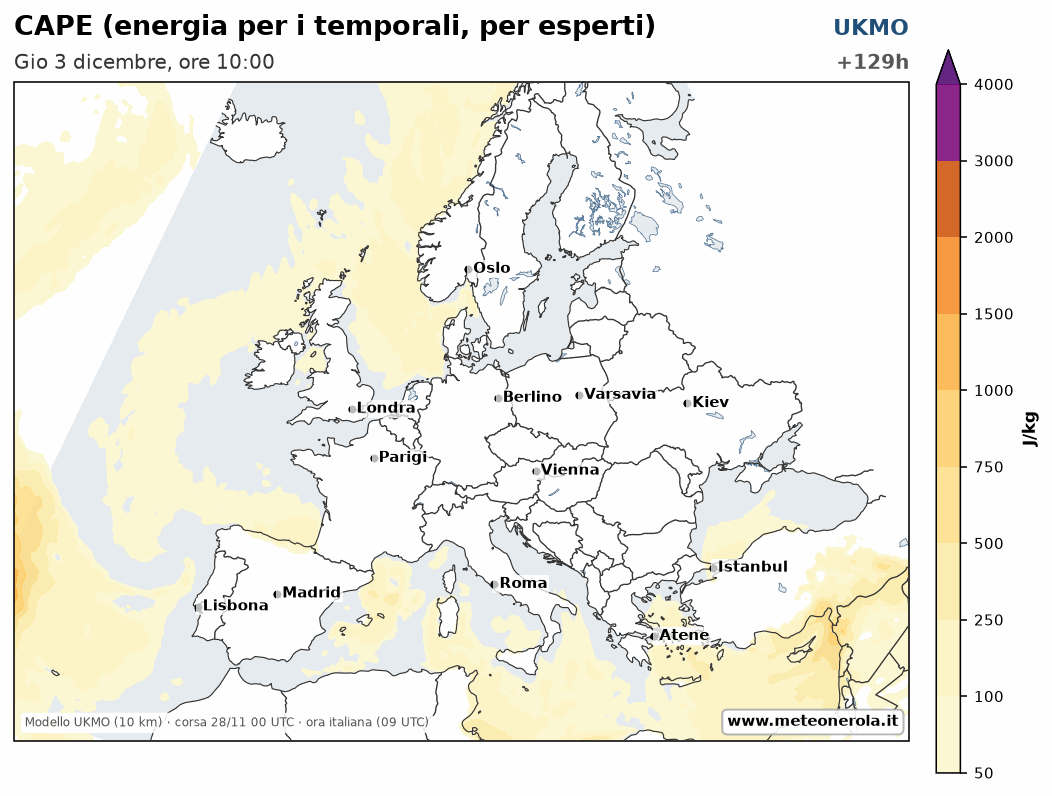 CAPE (energia per i temporali, per esperti)
UKMO
Gio 3 dicembre, ore 10:00
+129h
4000
3000
2000
1500
1000
750
500
250
100
50
J/kg
Oslo
Berlino
Varsavia
Kiev
Londra
Parigi
Vienna
Istanbul
Roma
Madrid
Lisbona
Atene
Modello UKMO (10 km) · corsa 28/11 00 UTC · ora italiana (09 UTC)
www.meteonerola.it